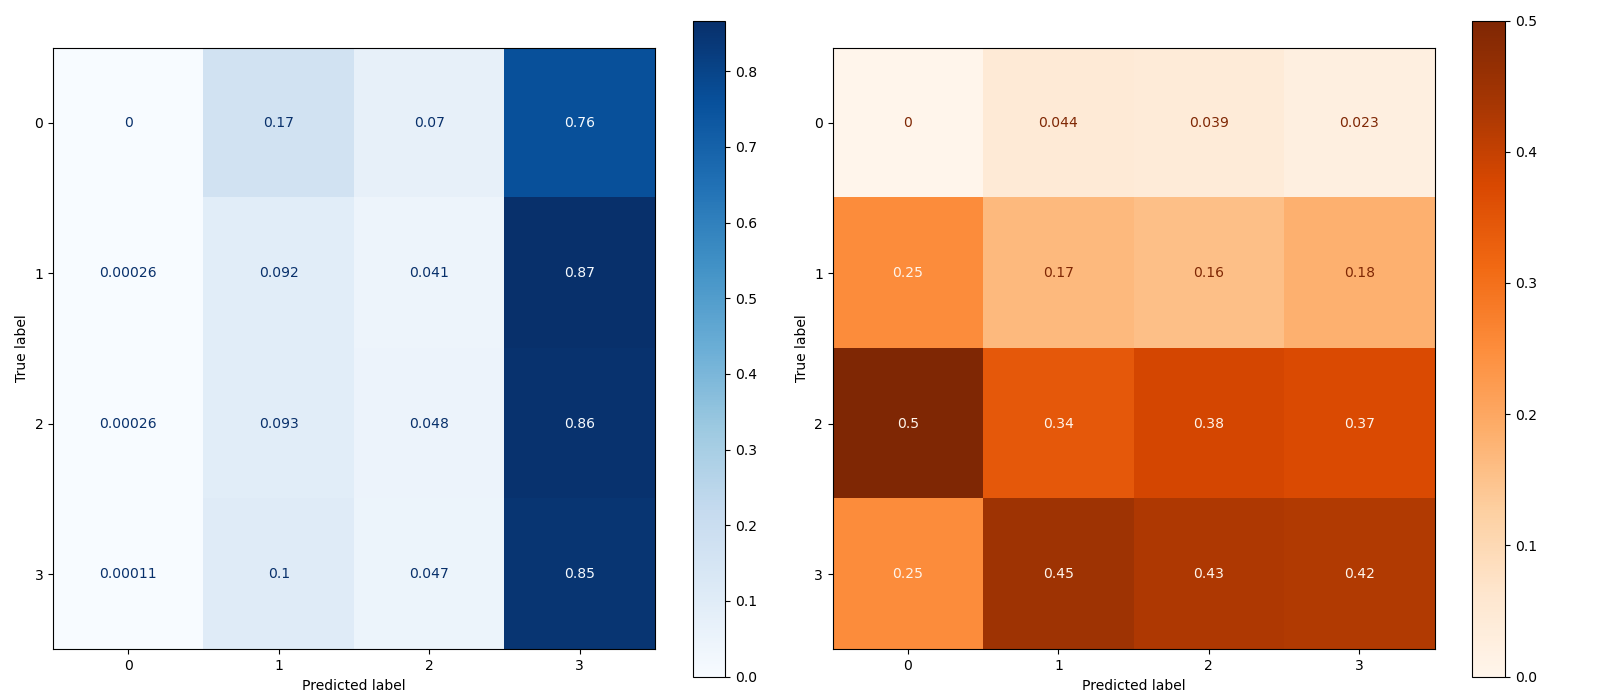 0 0 0.17 0.07 0.76
1 0.00026 0.092 0.041 0.87
2 0.00026 0.093 0.048 0.86
3 0.00011 0.1 0.047 0.85
0 1 2 3
Predicted label
True label
0.8
0.7
0.6
0.5
0.4
0.3
0.2
0.1
0.0
0 0 0.044 0.039 0.023
1 0.25 0.17 0.16 0.18
2 0.5 0.34 0.38 0.37
3 0.25 0.45 0.43 0.42
0 1 2 3
Predicted label
True label
0.5
0.4
0.3
0.2
0.1
0.0